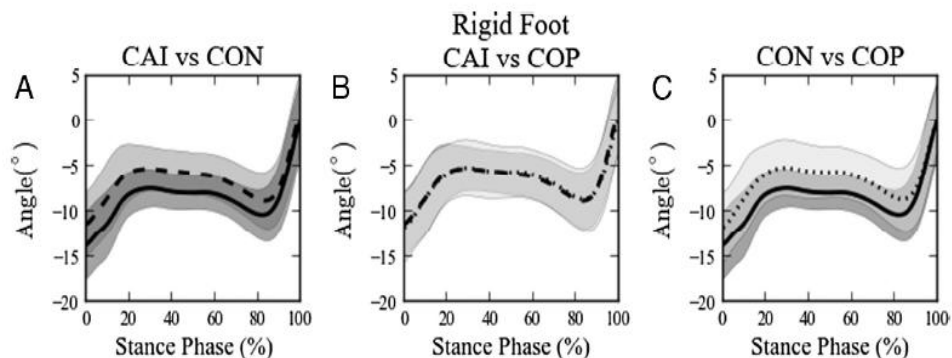 Rigid Foot
CAI vs CON
CAI vs COP
CON vs COP
A
B
C
5
0
−5
−10
−15
−20
Angle(°)
0 20 40 60 80 100
Stance Phase (%)
5
0
−5
−10
−15
−20
Angle(°)
0 20 40 60 80 100
Stance Phase (%)
5
0
−5
−10
−15
−20
Angle(°)
0 20 40 60 80 100
Stance Phase (%)